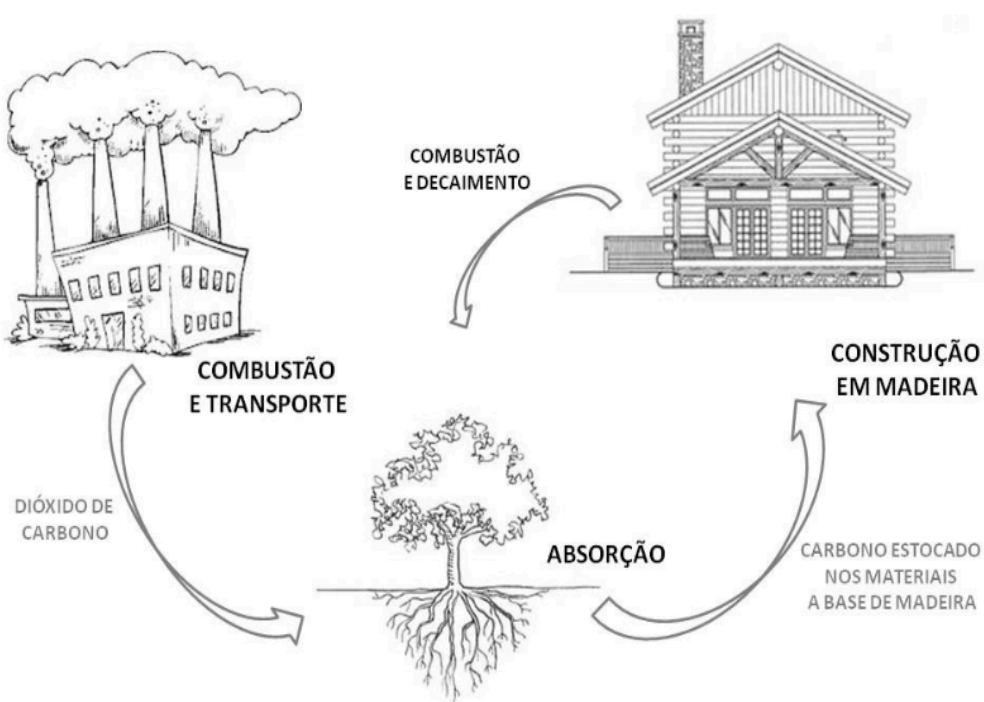 COMBUSTÃO
E DECAIMENTO
COMBUSTÃO
E TRANSPORTE
CONSTRUÇÃO
EM MADEIRA
DIÓXIDO DE
CARBONO
ABSORÇÃO
CARBONO ESTOCADO
NOS MATERIAIS
A BASE DE MADEIRA